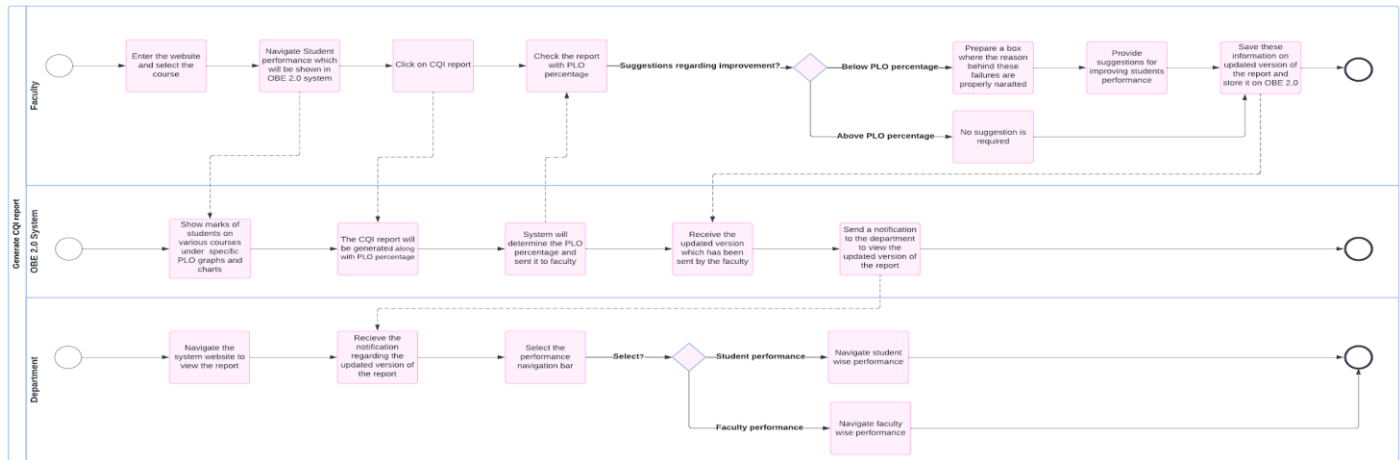 Generate CQI report
Faculty
Enter the website
and select the
course
Navigate Student
performance which
will be shown in
OBE 2.0 system
Click on CQI report
Check the report
with PLO
percentage
Suggestions regarding improvement?
Below PLO percentage
Prepare a box
where the reason
behind these
failures are
properly naratted
Provide
suggestions for
improving students
performance
Save these
information on
updated version of
the report and
store it on OBE 2.0
Above PLO percentage
No suggestion is
required
OBE 2.0 System
Show marks of
students on
various courses
under specific
PLO graphs and
charts
The CQI report will
be generated along
with PLO percentage
System will
determine the PLO
percentage and
sent it to faculty
Receive the
updated version
which has been
sent by the faculty
Send a notification
to the department
to view the
updated version of
the report
Department
Navigate the
system website to
view the report
Recieve the
notification
regarding the
updated version of
the report
Select the
performance
navigation bar
Select?
Student performance
Navigate student
wise performance
Faculty performance
Navigate faculty
wise performance